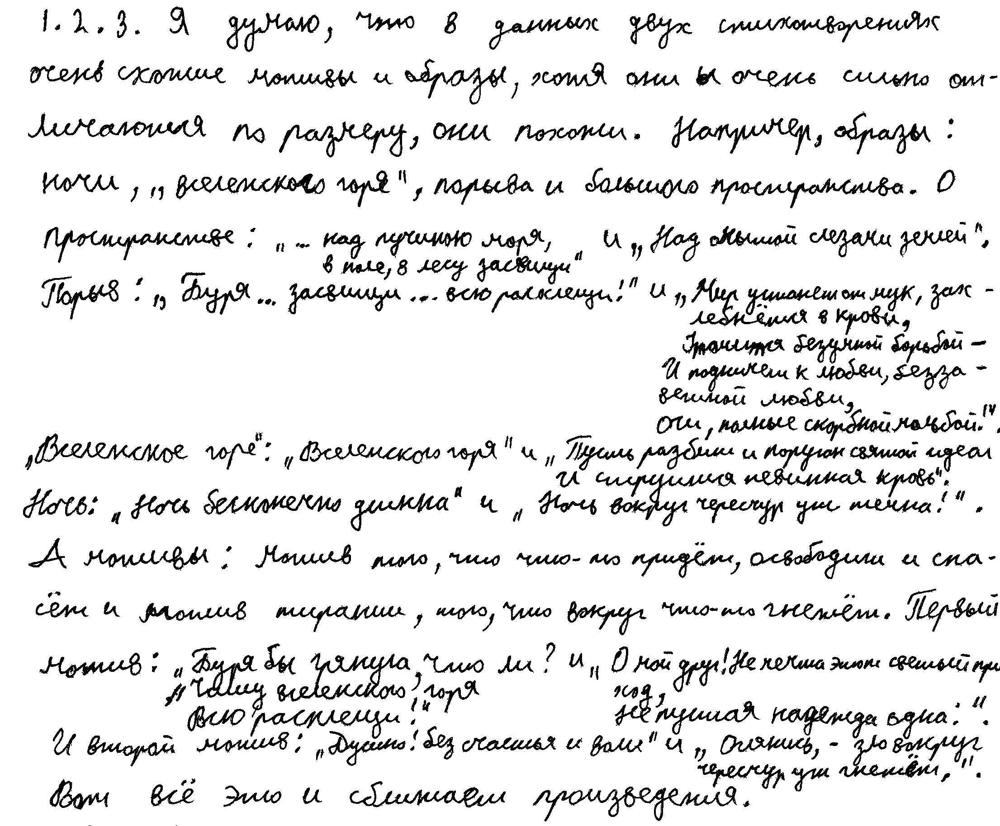 1.2.3. Я думаю, что в данных двух стихотворениях
очень схожие мотивы и образы, хотя они и очень сильно от-
личаются по размеру, они похожи. Например, образы:
ночи, „вселенского горя", порыва и большого пространства. О
пространстве: „... над пучиною моря, и „Над омытой слезами землей".
в поле, в лесу засвищи"
Порыв: „Буря... засвищи... всю расплещи!" и „Мир устанет от мук, зах-
лебнётся в крови,
Утомится безумной борьбой –
И поднимет к любви, безза-
ветной любви,
Очи, полные скорбной мольбой!".
„Вселенское горе": „Вселенского горя" и „Пусть разбит и поруган святой идеал
И струится невинная кровь".
Ночь: „Ночь бесконечно длинна" и „Ночь вокруг чересчур уж темна!".
А мотивы: мотив того, что что-то придёт, освободит и спа-
сёт и мотив тирании, того, что вокруг что-то гнетёт. Первый
мотив: „Буря бы грянула, что ли? и „О мой друг! Не мечта этот светлый при
„Чашу вселенского горя ход,
Всю расплещи!" Не пустая надежда одна:".
И второй мотив: „Душно! без счастья и воли" и „Оглянись, - зло вокруг
чересчур уж гнетёт,".
Вот всё это и сближает произведения.